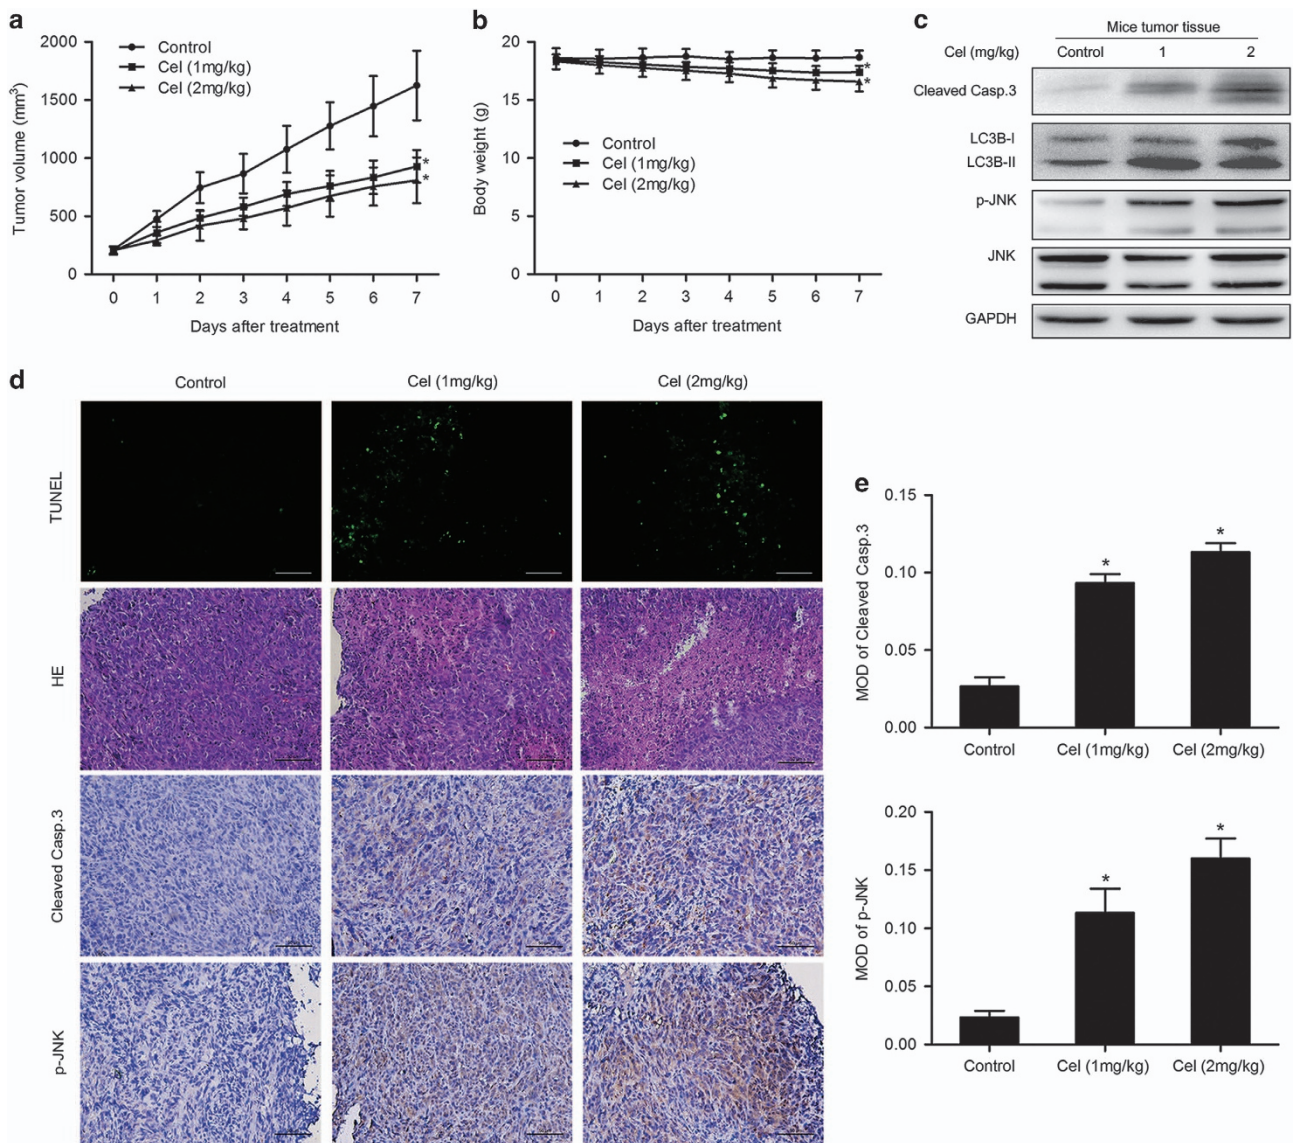 a
2000
1500
1000
500
0
Tumor volume (mm³)
Control
Cel (1mg/kg)
Cel (2mg/kg)
*
*
0 1 2 3 4 5 6 7
Days after treatment
b
20
15
10
5
0
Body weight (g)
Control
Cel (1mg/kg)
Cel (2mg/kg)
*
*
0 1 2 3 4 5 6 7
Days after treatment
c
Mice tumor tissue
Cel (mg/kg) Control 1 2
Cleaved Casp.3
LC3B-I
LC3B-II
p-JNK
JNK
GAPDH
d
Control Cel (1mg/kg) Cel (2mg/kg)
TUNEL
HE
Cleaved Casp.3
p-JNK
e
0.15
0.10
0.05
0.00
MOD of Cleaved Casp.3
*
*
Control Cel (1mg/kg) Cel (2mg/kg)
0.20
0.15
0.10
0.05
0.00
MOD of p-JNK
*
*
Control Cel (1mg/kg) Cel (2mg/kg)